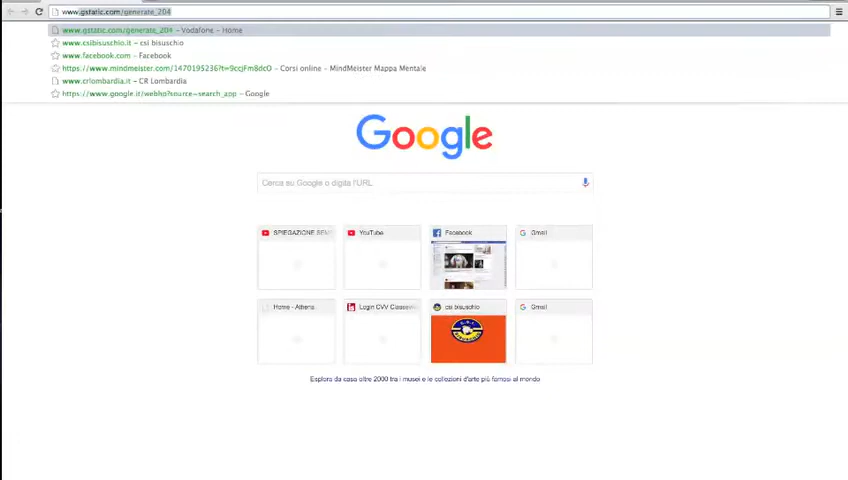 www.gstatic.com/generate_204
www.gstatic.com/generate_204 - Vodafone - Home
www.csibisuschio.it - csi bisuschio
www.facebook.com - Facebook
https://www.mindmeister.com/1470195236?t=9ccjFm8dcO - Corsi online - MindMeister Mappa Mentale
www.crlombardia.it - CR Lombardia
https://www.google.it/webhp?source=search_app - Google
Google
Cerca su Google o digita l'URL
SPIEGAZIONE SEM
YouTube
Facebook
Gmail
Home - Athena
Login CVV Classev
csi bisuschio
Gmail
Esplora da casa oltre 2000 tra i musei e le collezioni d'arte più famosi al mondo